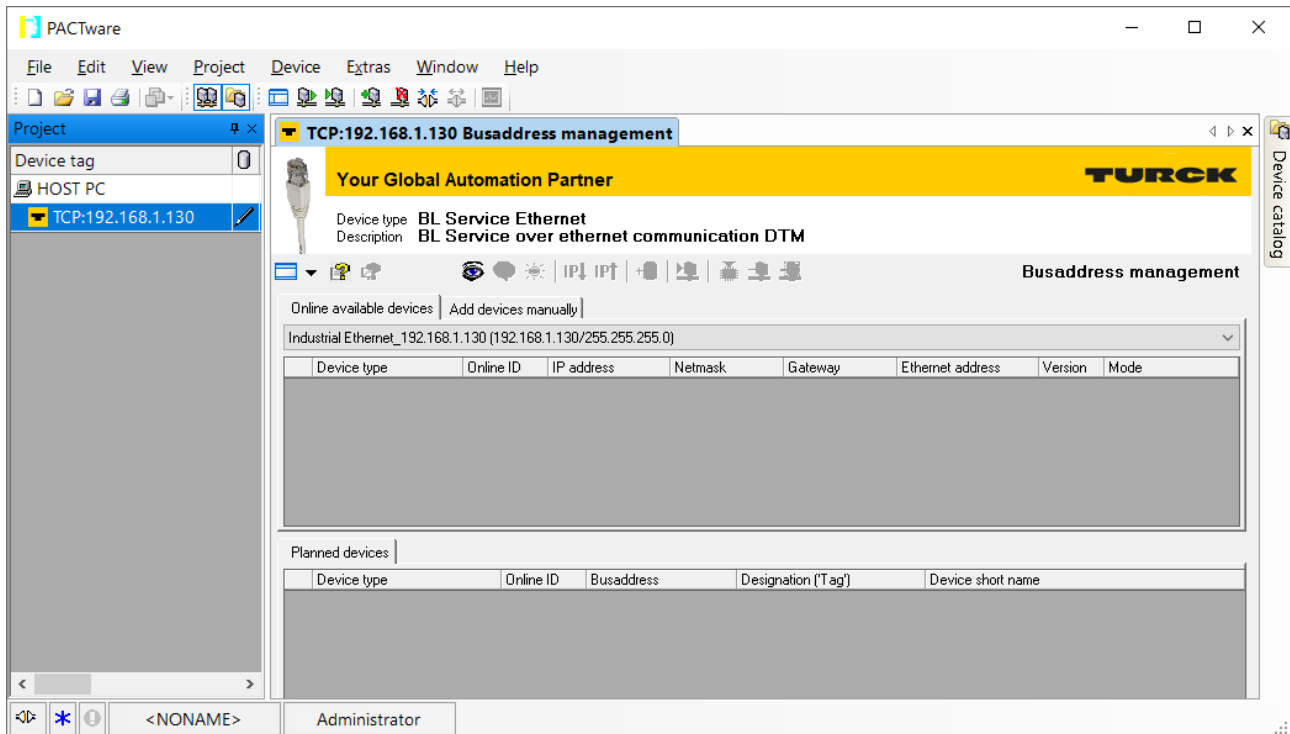 PACTware
File Edit View Project Device Extras Window Help
Project
TCP:192.168.1.130 Busaddress management
Device tag
HOST PC
TCP:192.168.1.130
Your Global Automation Partner
TURCK
Device type BL Service Ethernet
Description BL Service over ethernet communication DTM
IP IP
Busaddress management
Online available devices Add devices manually
Industrial Ethernet_192.168.1.130 (192.168.1.130/255.255.255.0)
Device type Online ID IP address Netmask Gateway Ethernet address Version Mode
Planned devices
Device type Online ID Busaddress Designation ('Tag') Device short name
Device catalog
<NONAME> Administrator